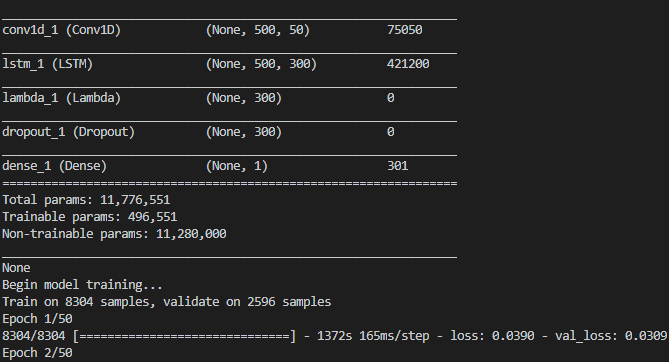 conv1d_1 (Conv1D) (None, 500, 50) 75050
lstm_1 (LSTM) (None, 500, 300) 421200
lambda_1 (Lambda) (None, 300) 0
dropout_1 (Dropout) (None, 300) 0
dense_1 (Dense) (None, 1) 301
=================================================================
Total params: 11,776,551
Trainable params: 496,551
Non-trainable params: 11,280,000
None
Begin model training...
Train on 8304 samples, validate on 2596 samples
Epoch 1/50
8304/8304 [==============================] - 1372s 165ms/step - loss: 0.0390 - val_loss: 0.0309
Epoch 2/50